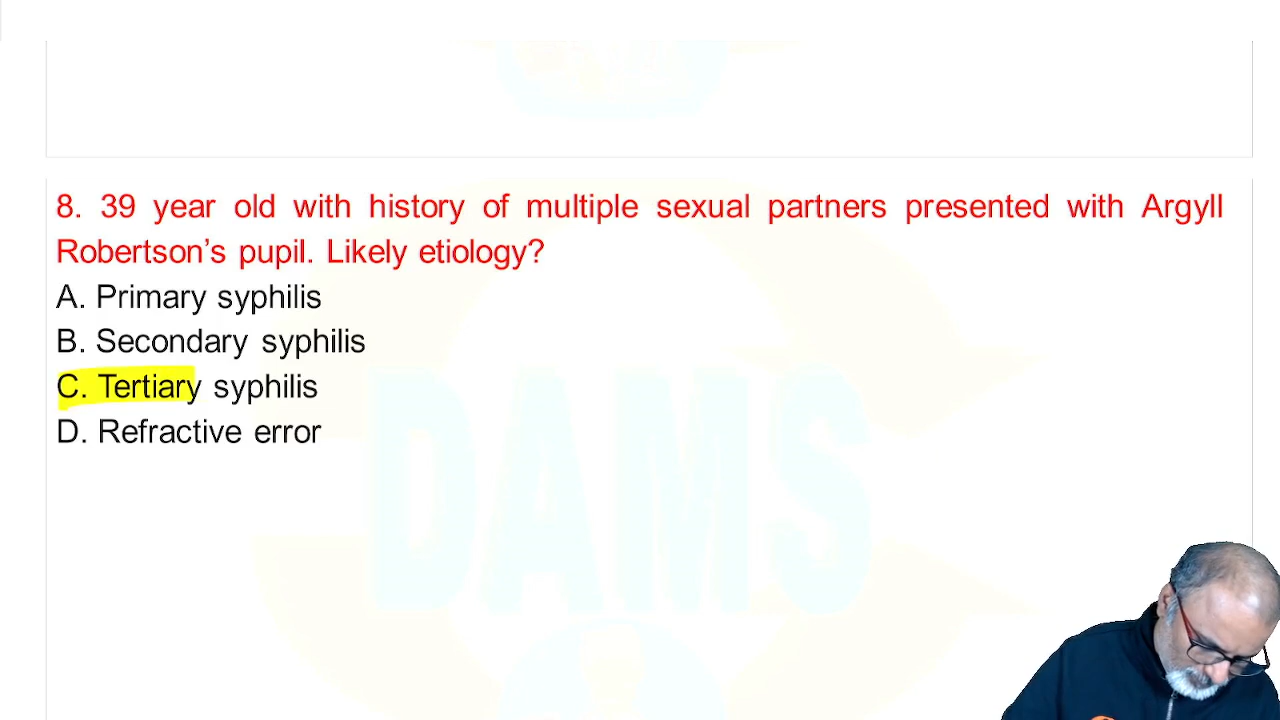 8. 39 year old with history of multiple sexual partners presented with Argyll
Robertson’s pupil. Likely etiology?
A. Primary syphilis
B. Secondary syphilis
C. Tertiary syphilis
D. Refractive error
DAMS